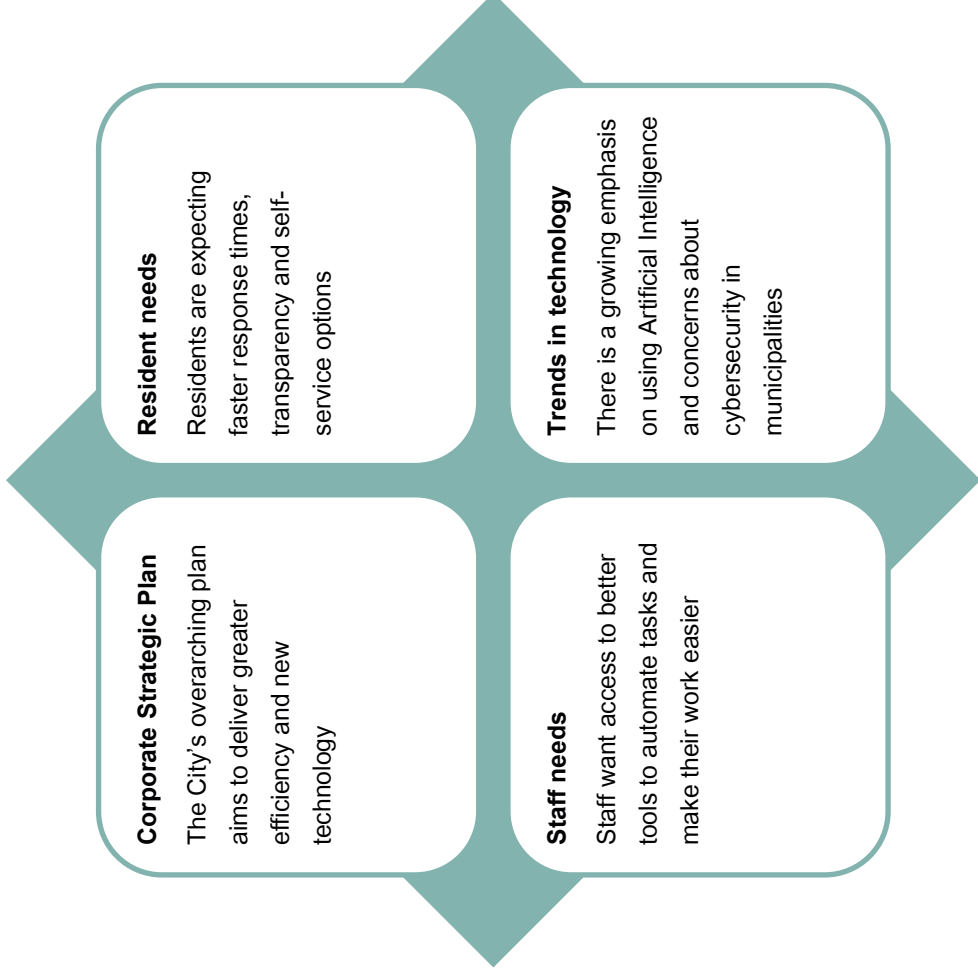 Corporate Strategic Plan
The City’s overarching plan
aims to deliver greater
efficiency and new
technology
Resident needs
Residents are expecting
faster response times,
transparency and self-
service options
Staff needs
Staff want access to better
tools to automate tasks and
make their work easier
Trends in technology
There is a growing emphasis
on using Artificial Intelligence
and concerns about
cybersecurity in
municipalities